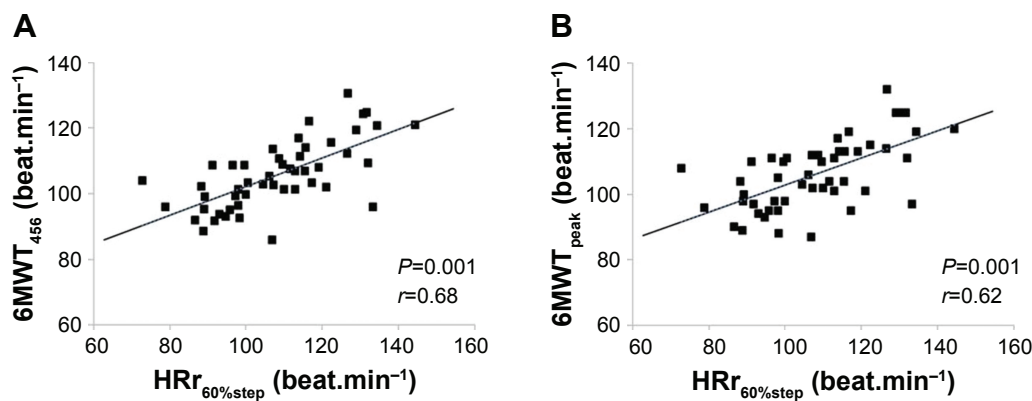 A
140
120
100
80
60
6MWT456 (beat.min−1)
P=0.001
r=0.68
60 80 100 120 140 160
HRr60%step (beat.min−1)
B
140
120
100
80
60
6MWTpeak (beat.min−1)
P=0.001
r=0.62
60 80 100 120 140 160
HRr60%step (beat.min−1)